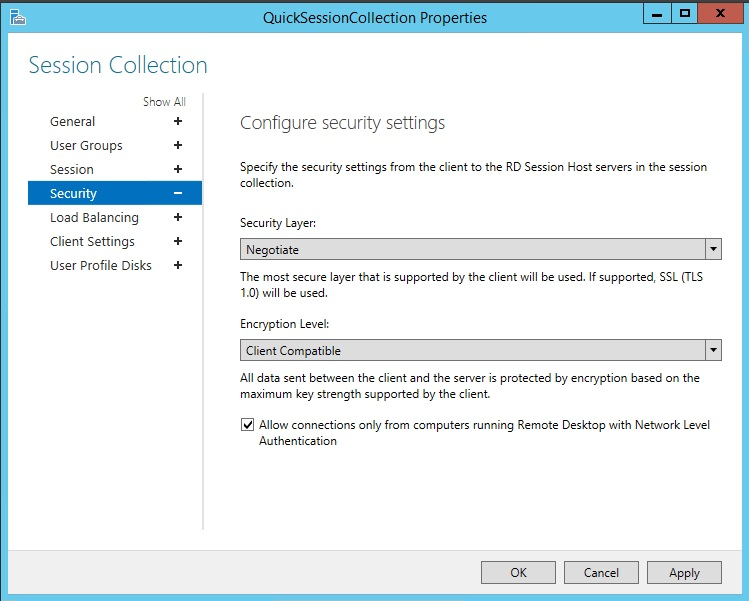 QuickSessionCollection Properties
Session Collection
Show All
General +
User Groups +
Session +
Security −
Load Balancing +
Client Settings +
User Profile Disks +
Configure security settings
Specify the security settings from the client to the RD Session Host servers in the session
collection.
Security Layer:
Negotiate
The most secure layer that is supported by the client will be used. If supported, SSL (TLS
1.0) will be used.
Encryption Level:
Client Compatible
All data sent between the client and the server is protected by encryption based on the
maximum key strength supported by the client.
Allow connections only from computers running Remote Desktop with Network Level
Authentication
OK Cancel Apply